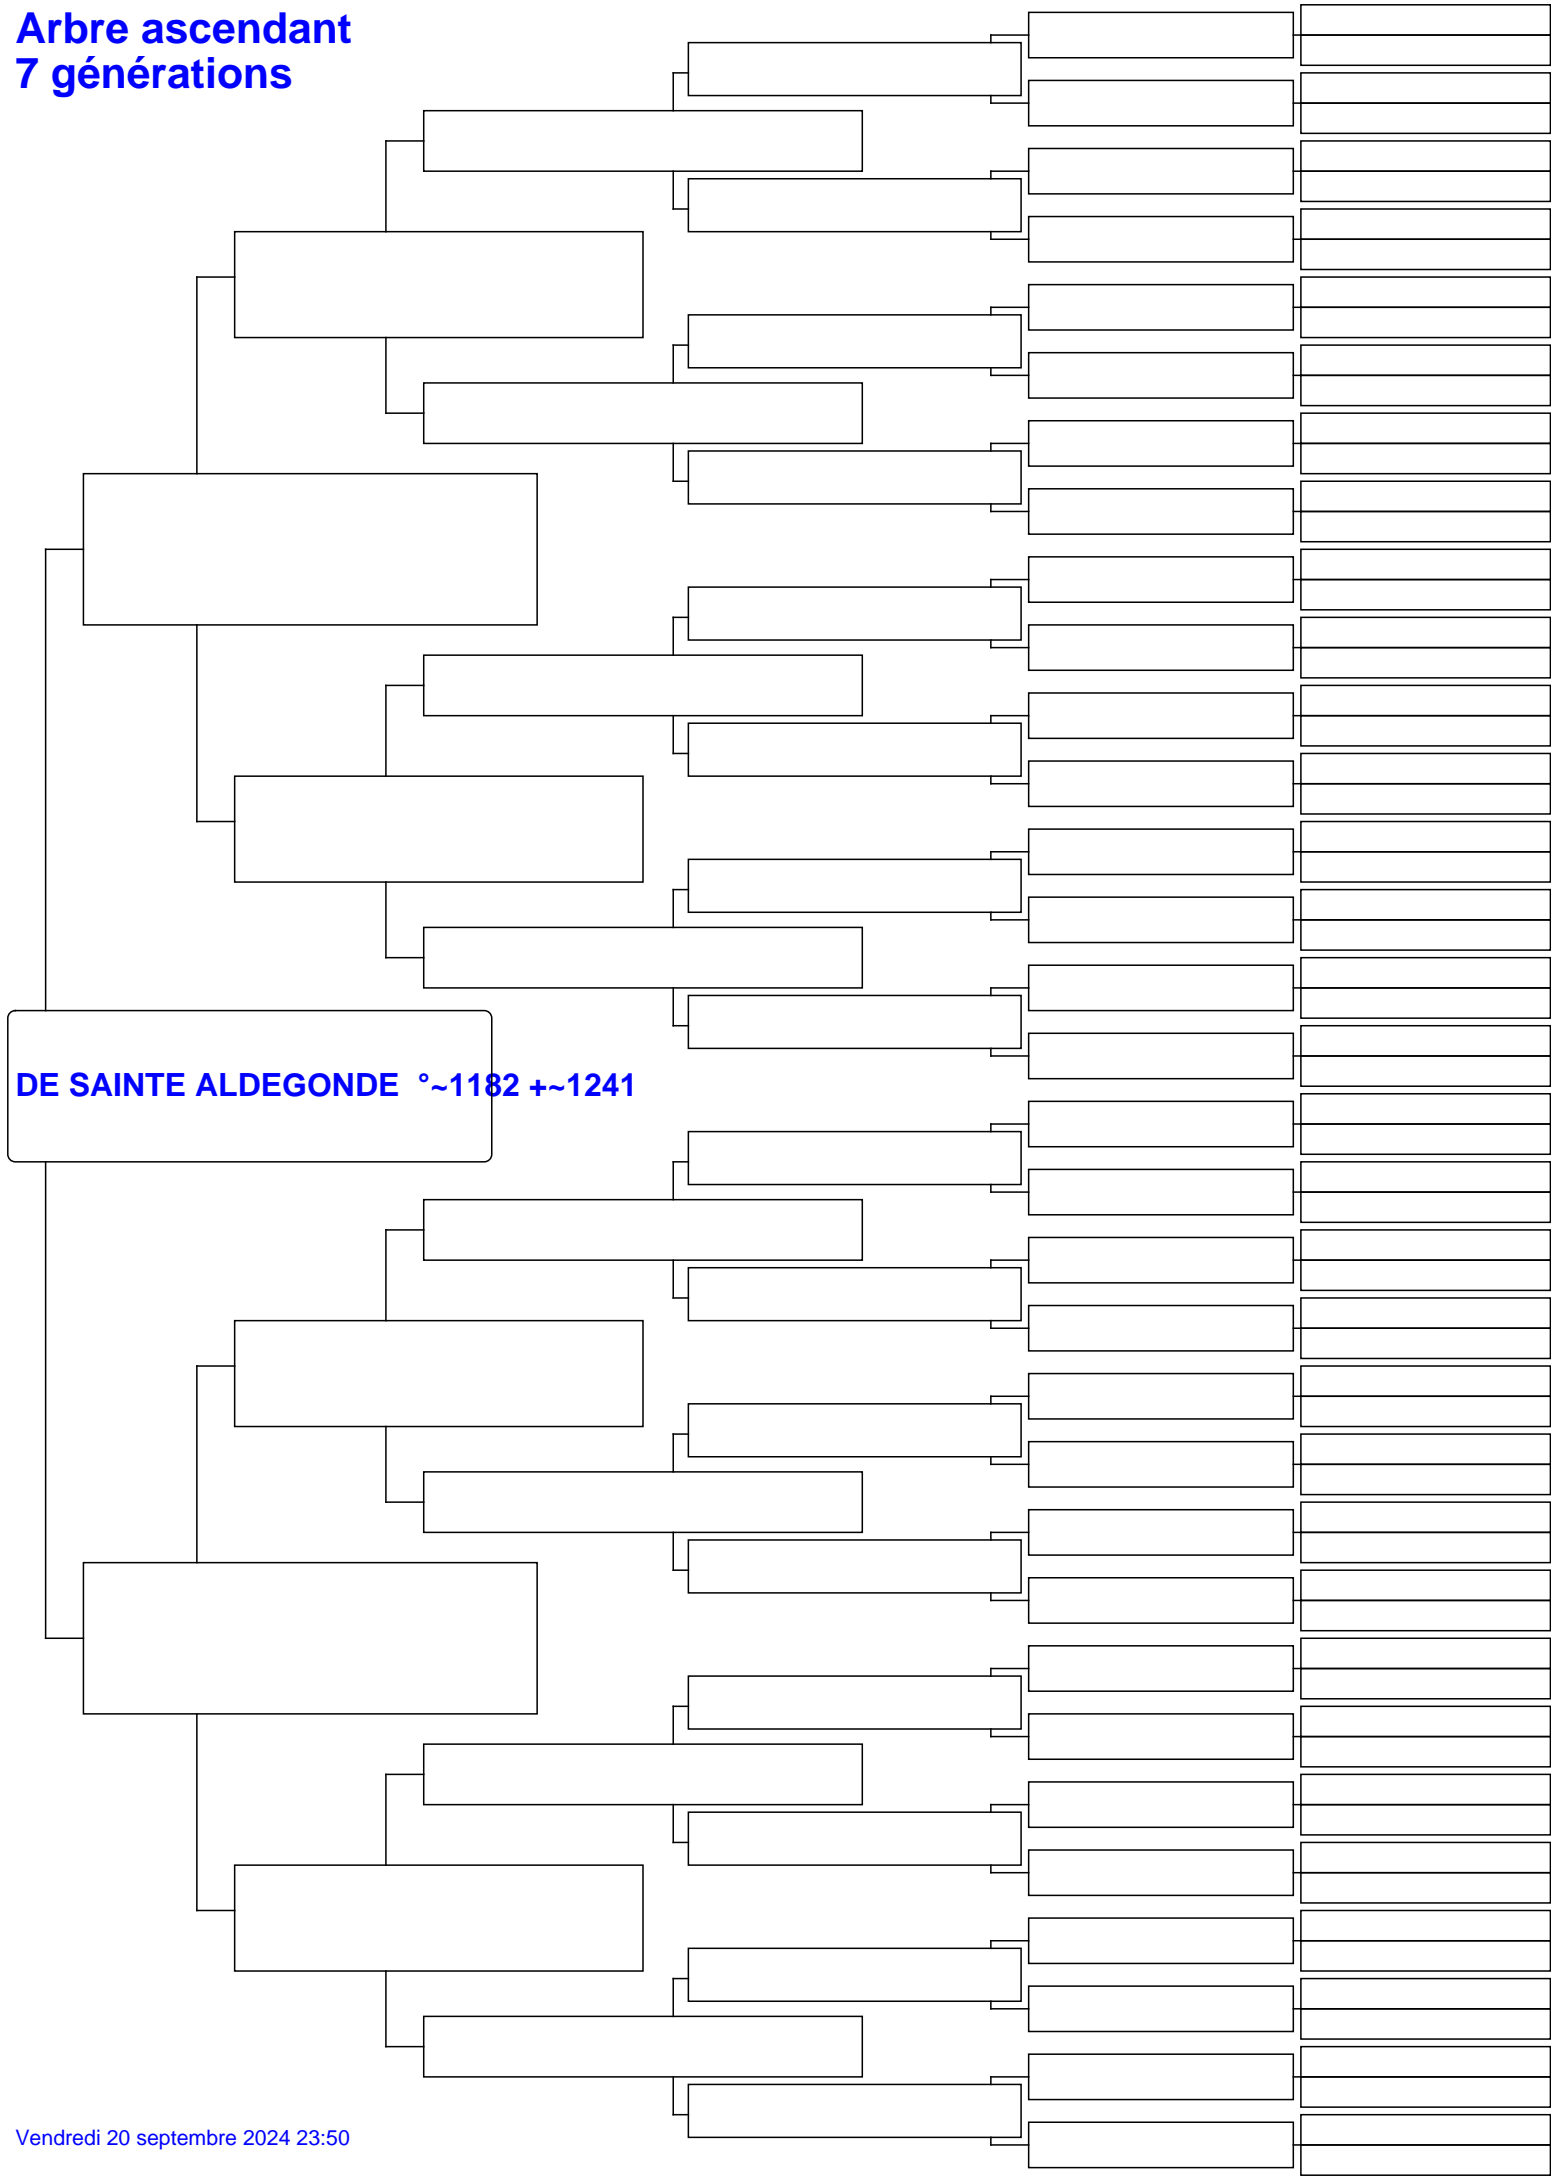 Arbre ascendant
7 générations
DE SAINTE ALDEGONDE  °~1182 +~1241
Vendredi 20 septembre 2024 23:50